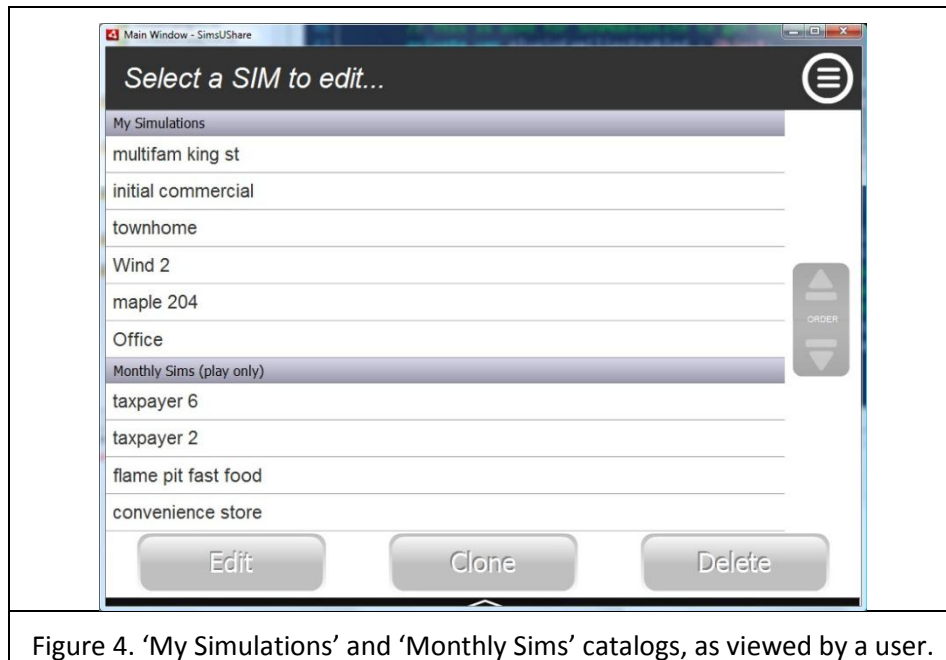 Main Window - SimsUShare
Select a SIM to edit...
My Simulations
multifam king st
initial commercial
townhome
Wind 2
maple 204
Office
ORDER
Monthly Sims (play only)
taxpayer 6
taxpayer 2
flame pit fast food
convenience store
Edit Clone Delete
Figure 4. ‘My Simulations’ and ‘Monthly Sims’ catalogs, as viewed by a user.